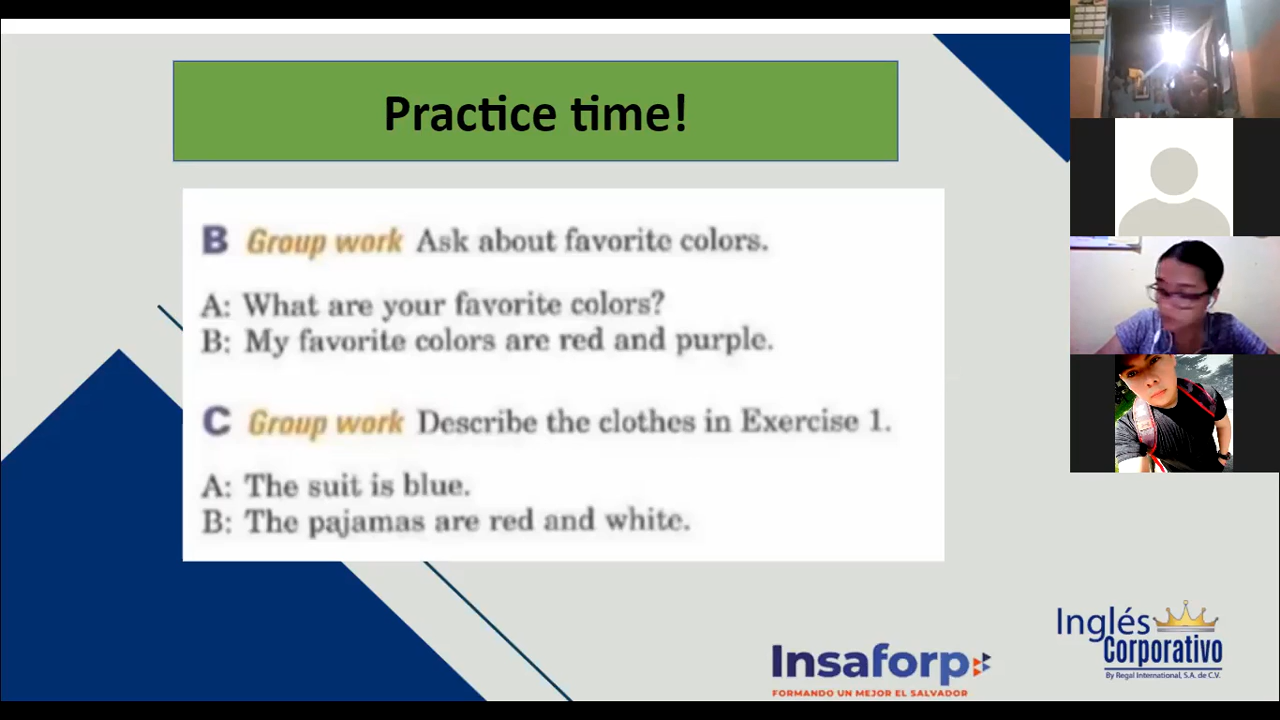 Practice time!
B Group work Ask about favorite colors.
A: What are your favorite colors?
B: My favorite colors are red and purple.
C Group work Describe the clothes in Exercise 1.
A: The suit is blue.
B: The pajamas are red and white.
Insaforp
FORMANDO UN MEJOR EL SALVADOR
Inglés
Corporativo
By Regal International, S.A. de C.V.